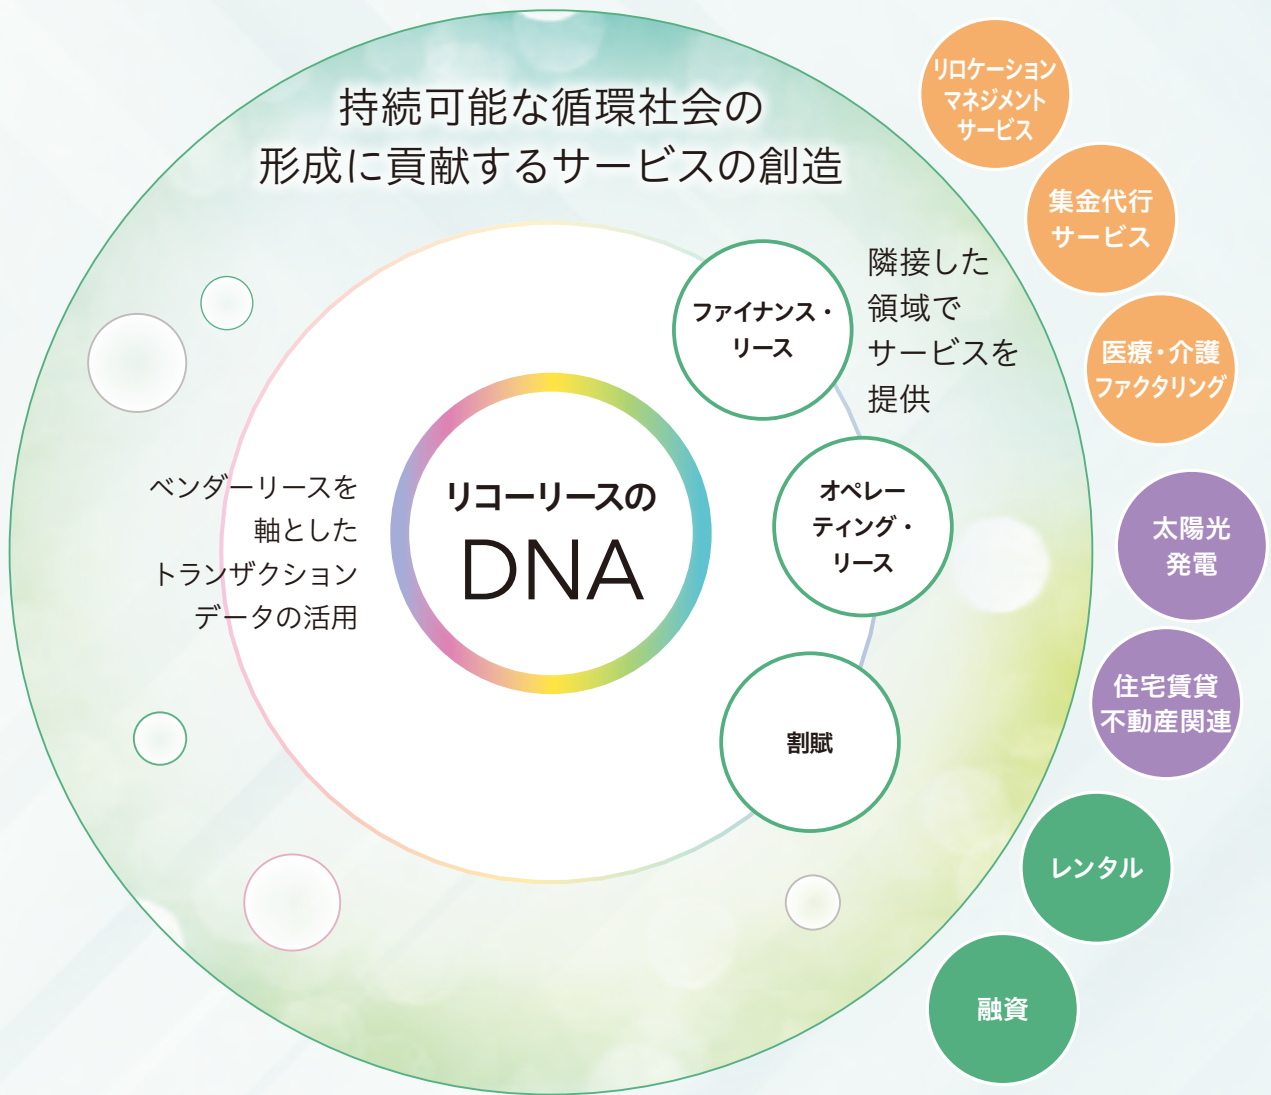 持続可能な循環社会の
形成に貢献するサービスの創造
リロケーション
マネジメント
サービス
集金代行
サービス
医療・介護
ファクタリング
太陽光
発電
住宅賃貸
不動産関連
レンタル
融資
隣接した
領域で
サービスを
提供
ファイナンス・
リース
オペレー
ティング・
リース
割賦
リコーリースの
DNA
ベンダーリースを
軸とした
トランザクション
データの活用